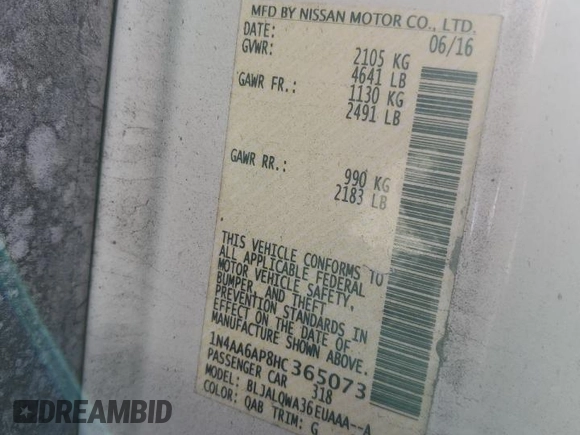 MFD BY NISSAN MOTOR CO., LTD.
DATE: 06/16
GVWR: 2105 KG
4641 LB
GAWR FR.: 1130 KG
2491 LB
GAWR RR.: 990 KG
2183 LB
THIS VEHICLE CONFORMS TO
ALL APPLICABLE FEDERAL
MOTOR VEHICLE SAFETY,
BUMPER, AND THEFT
PREVENTION STANDARDS IN
EFFECT ON THE DATE OF
MANUFACTURE SHOWN ABOVE.
1N4AA6AP8HC365073
PASSENGER CAR 318
MODEL: BLJALQWA36EUAAA--A
COLOR: QAB TRIM: G
DREAMBID